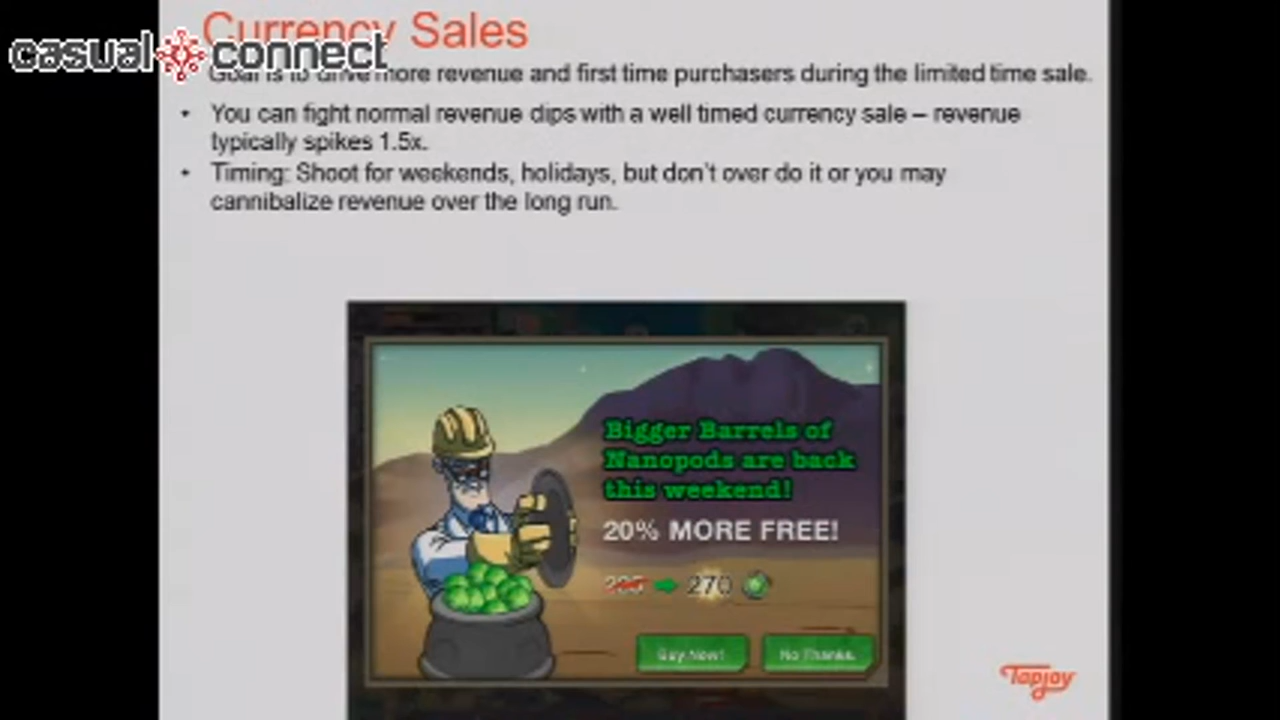 Currency Sales
casual connect
Goal is to drive more revenue and first time purchasers during the limited time sale.
• You can fight normal revenue dips with a well timed currency sale – revenue
typically spikes 1.5x.
• Timing: Shoot for weekends, holidays, but don't over do it or you may
cannibalize revenue over the long run.
Bigger Barrels of
Nanopods are back
this weekend!
20% MORE FREE!
225 270
Buy Now! No Thanks.
Tapjoy